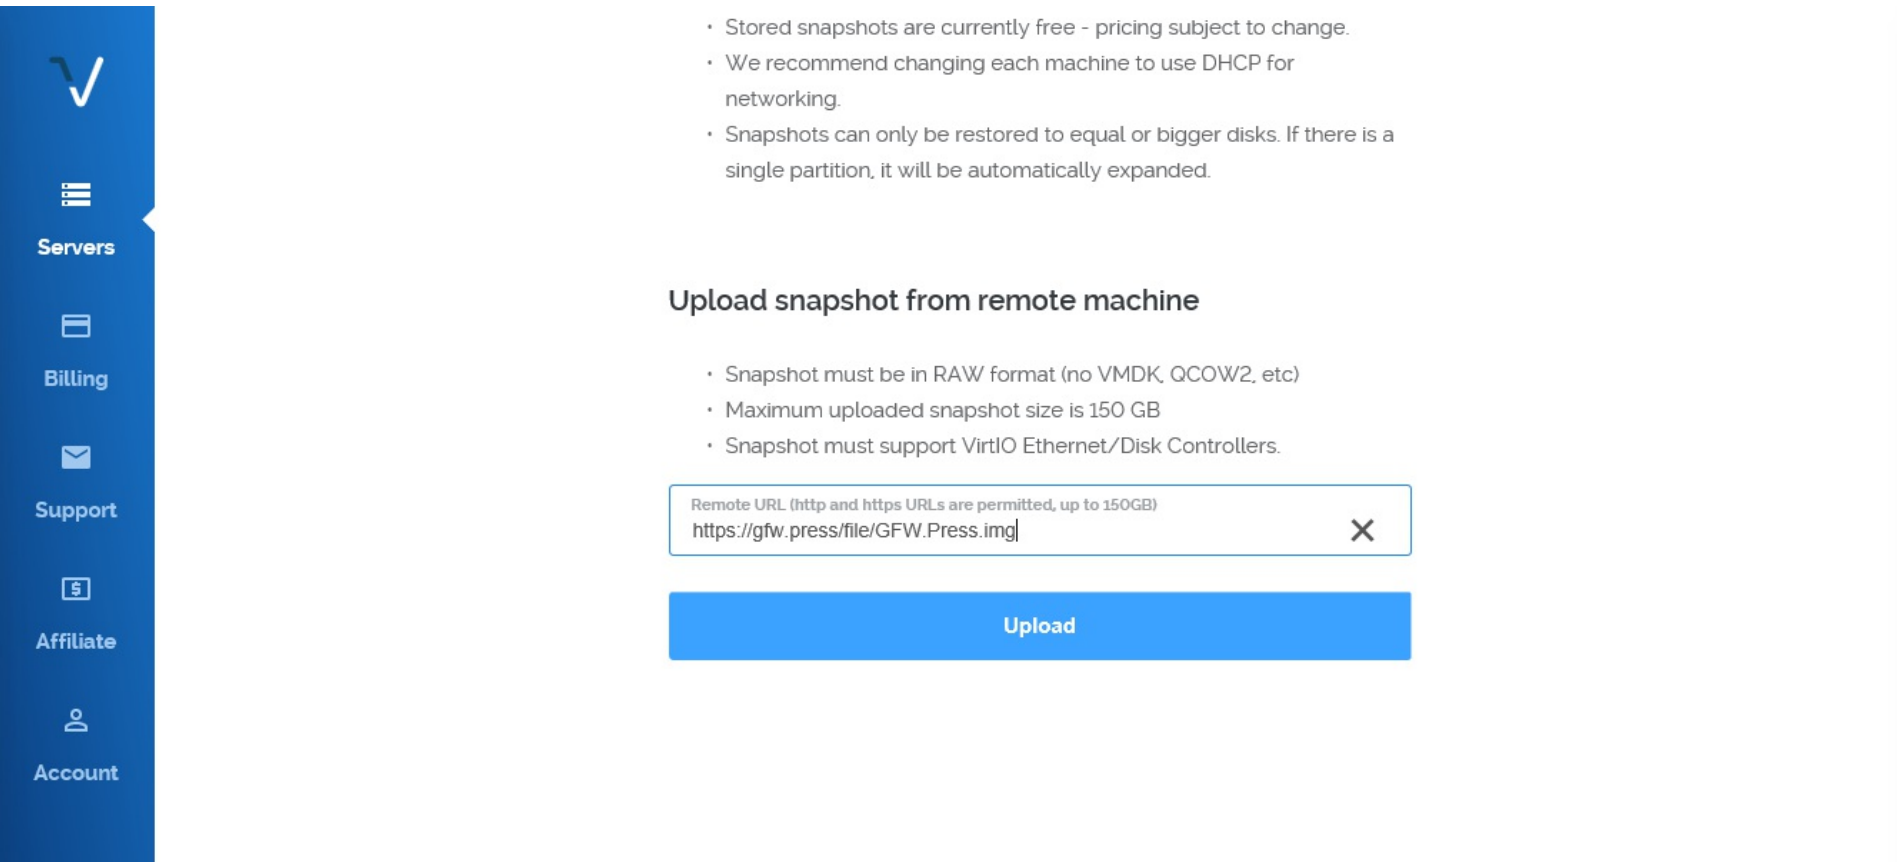 Servers
Billing
Support
Affiliate
Account
• Stored snapshots are currently free - pricing subject to change.
• We recommend changing each machine to use DHCP for
networking.
• Snapshots can only be restored to equal or bigger disks. If there is a
single partition, it will be automatically expanded.
Upload snapshot from remote machine
• Snapshot must be in RAW format (no VMDK, QCOW2, etc)
• Maximum uploaded snapshot size is 150 GB
• Snapshot must support VirtIO Ethernet/Disk Controllers.
Remote URL (http and https URLs are permitted, up to 150GB)
https://gfw.press/file/GFW.Press.img
Upload